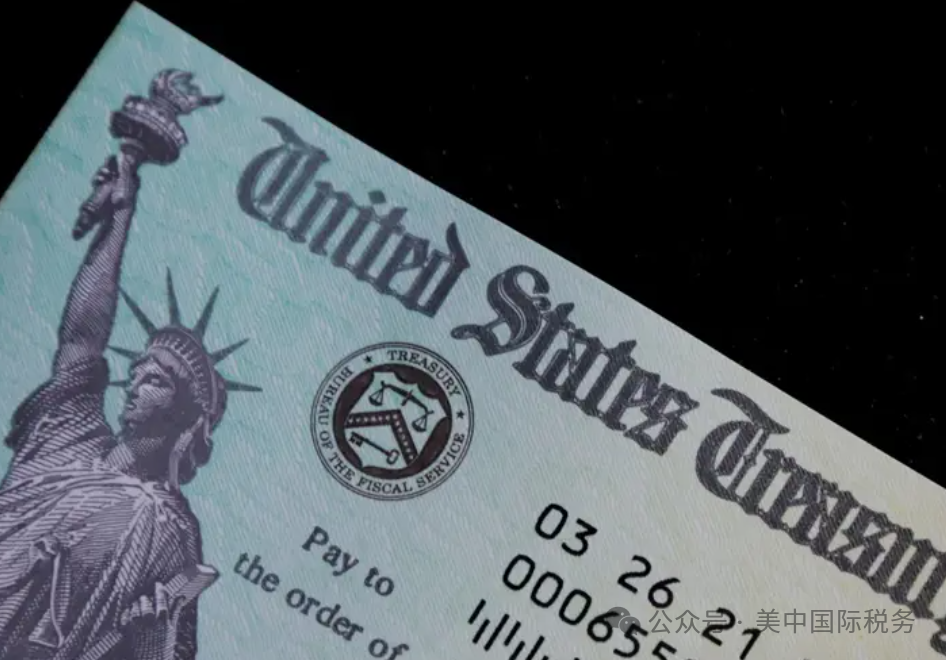 United States Treasury
BUREAU OF THE FISCAL SERVICE ★ TREASURY ★
03 26 21
Pay to
the order of
公众号 · 美中国际税务